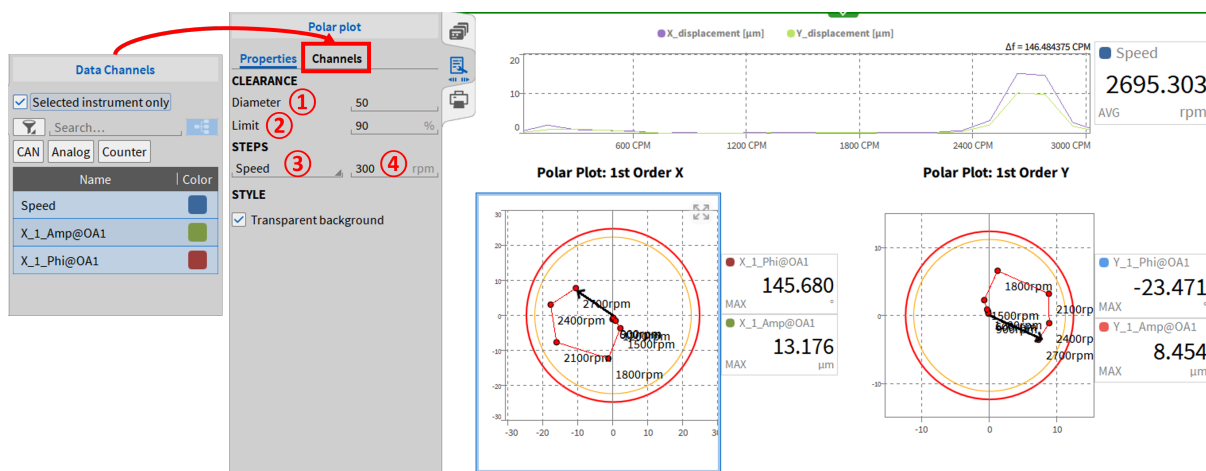 Data Channels
Selected instrument only
Search...
CAN Analog Counter
Name Color
Speed
X_1_Amp@OA1
X_1_Phi@OA1
Polar plot
Properties Channels
CLEARANCE
Diameter ① 50
Limit ② 90 %
STEPS
Speed ③ 300 ④ rpm
STYLE
Transparent background
X_displacement [µm] Y_displacement [µm]
Δf = 146.484375 CPM
20
10
0
600 CPM 1200 CPM 1800 CPM 2400 CPM 3000 CPM
Speed
2695.303
AVG rpm
Polar Plot: 1st Order X
30
20
10
0
-10
-20
-30
-30 -20 -10 0 10 20 30
2700rpm
2400rpm
1500rpm
2100rpm
1800rpm
X_1_Phi@OA1
145.680
MAX °
X_1_Amp@OA1
13.176
MAX µm
Polar Plot: 1st Order Y
10
0
-10
-10 0 10
1800rpm
2100rp
1500rpm
2400rpm
2700rpm
Y_1_Phi@OA1
-23.471
MAX °
Y_1_Amp@OA1
8.454
MAX µm